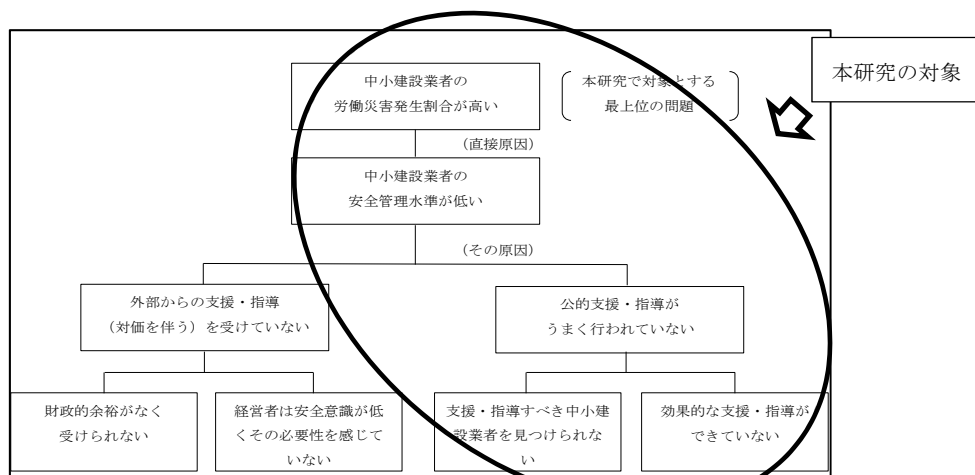 本研究の対象
中小建設業者の
労働災害発生割合が高い
本研究で対象とする
最上位の問題
(直接原因)
中小建設業者の
安全管理水準が低い
(その原因)
外部からの支援・指導
(対価を伴う)を受けていない
公的支援・指導が
うまく行われていない
財政的余裕がなく
受けられない
経営者は安全意識が低
くその必要性を感じて
いない
支援・指導すべき中小建
設業者を見つけられな
い
効果的な支援・指導が
できていない